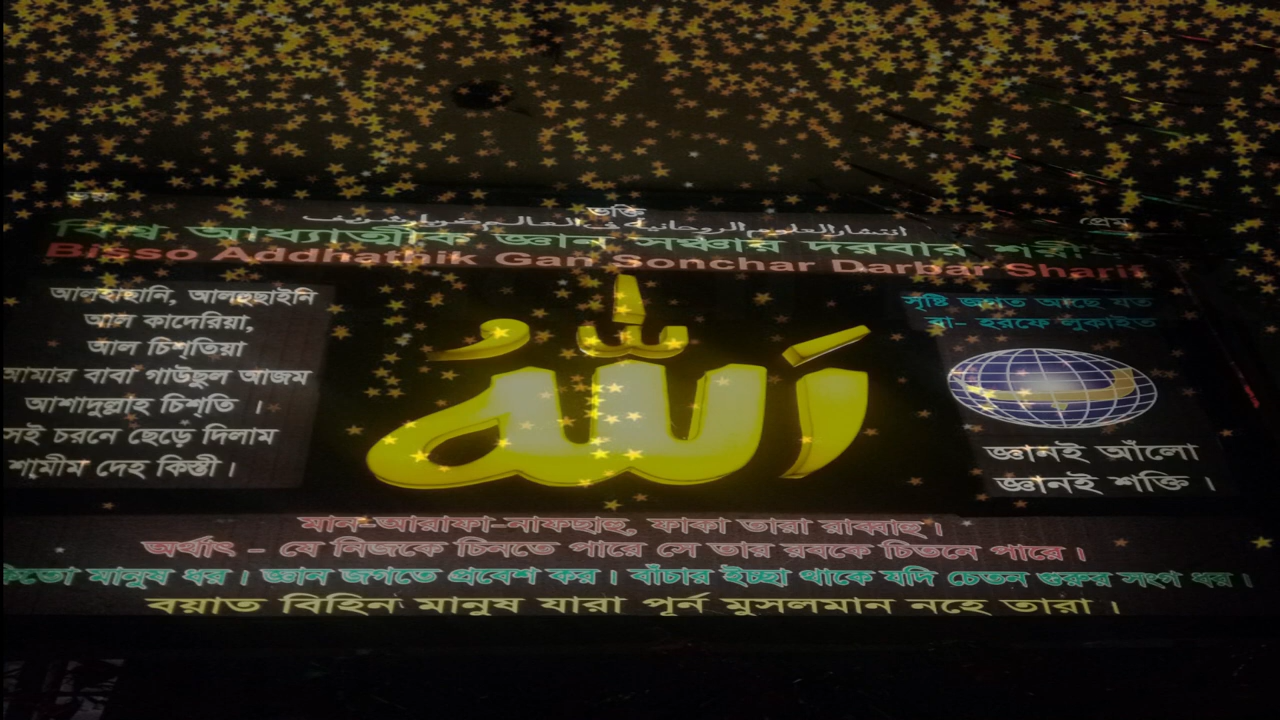 ভক্তি
প্রেম
বিশ্ব আধ্যাত্মীক জ্ঞান সঞ্চার দরবার শরীফ
Bisso Addhathik Gan Sonchar Darbar Sharif
আলহাছানি, আলহুছাইনি
আল কাদেরিয়া,
আল চিশ্তিয়া
আমার বাবা গাউছুল আজম
আশাদুল্লাহ চিশ্তি ।
সেই চরনে ছেড়ে দিলাম
শামীম দেহ কিস্তী ।
الله
সৃষ্টি জগত আছে যত
বা- হরফে লুকাইত
জ্ঞানই আঁলো
জ্ঞানই শক্তি ।
মান-আরাফা-নাফছাহু, ফাকা তারা রাব্বাহু ।
অর্থাৎ - যে নিজকে চিনতে পারে সে তার রবকে চিতনে পারে ।
মানুষ ধর । জ্ঞান জগতে প্রবেশ কর । বাঁচার ইচ্ছা থাকে যদি চেতন গুরুর সংগ ধর ।
বয়াত বিহিন মানুষ যারা পূর্ন মুসলমান নহে তারা ।